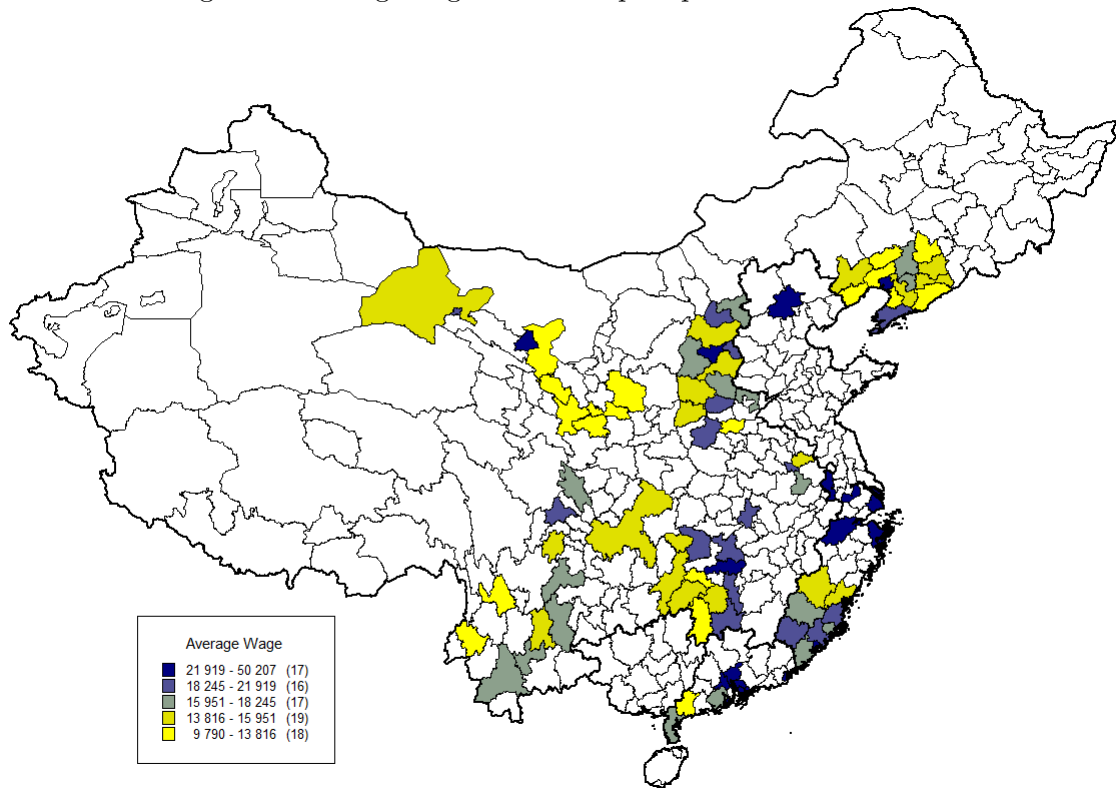 Average Wage
21 919 - 50 207 (17)
18 245 - 21 919 (16)
15 951 - 18 245 (17)
13 816 - 15 951 (19)
9 790 - 13 816 (18)